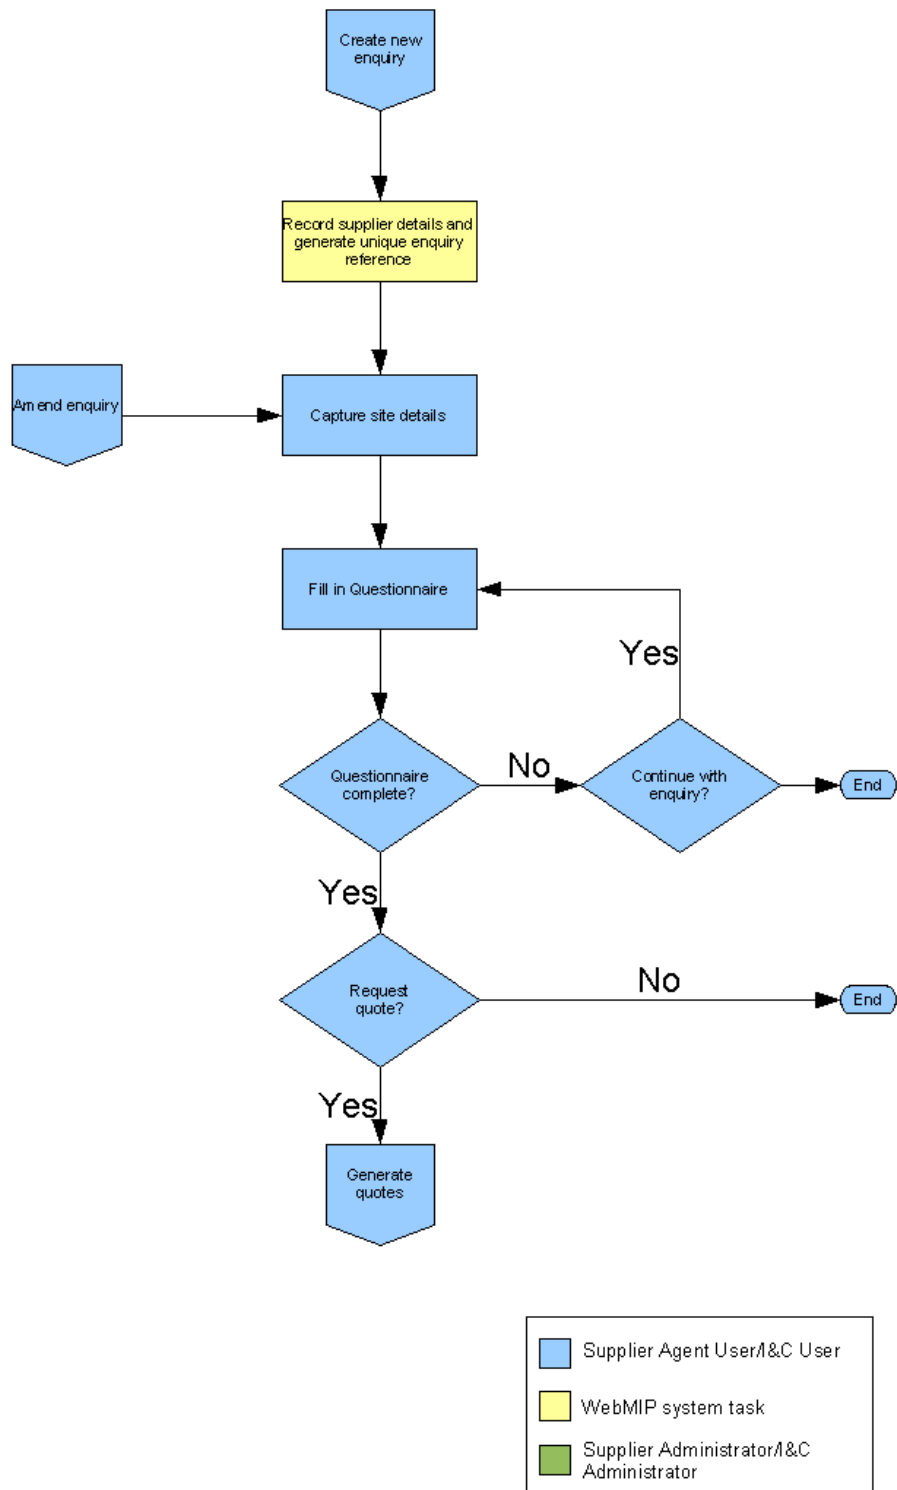 Create new
enquiry
Record supplier details and
generate unique enquiry
reference
Amend enquiry
Capture site details
Fill in Questionnaire
Yes
Questionnaire
complete?
No
Continue with
enquiry?
End
Yes
Request
quote?
No
End
Yes
Generate
quotes
Supplier Agent User/I&C User
WebMIP system task
Supplier Administrator/I&C
Administrator